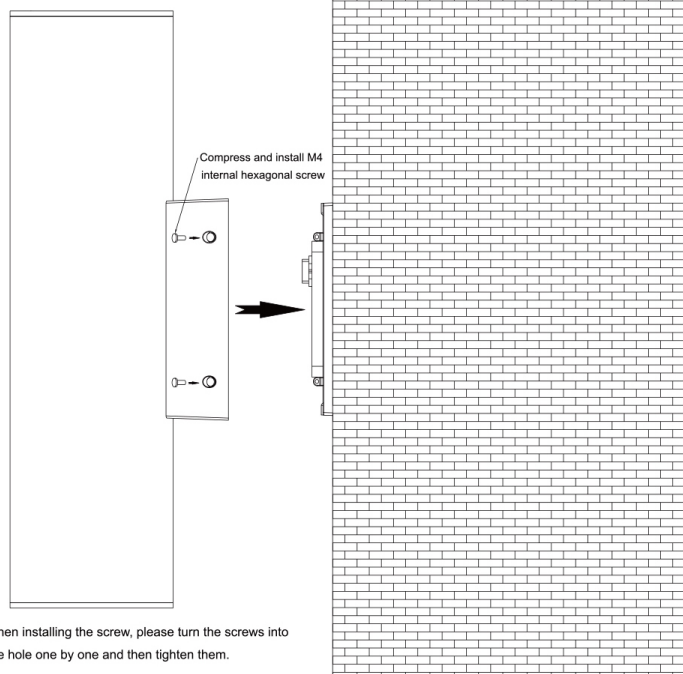 Compress and install M4
internal hexagonal screw
hen installing the screw, please turn the screws into
e hole one by one and then tighten them.